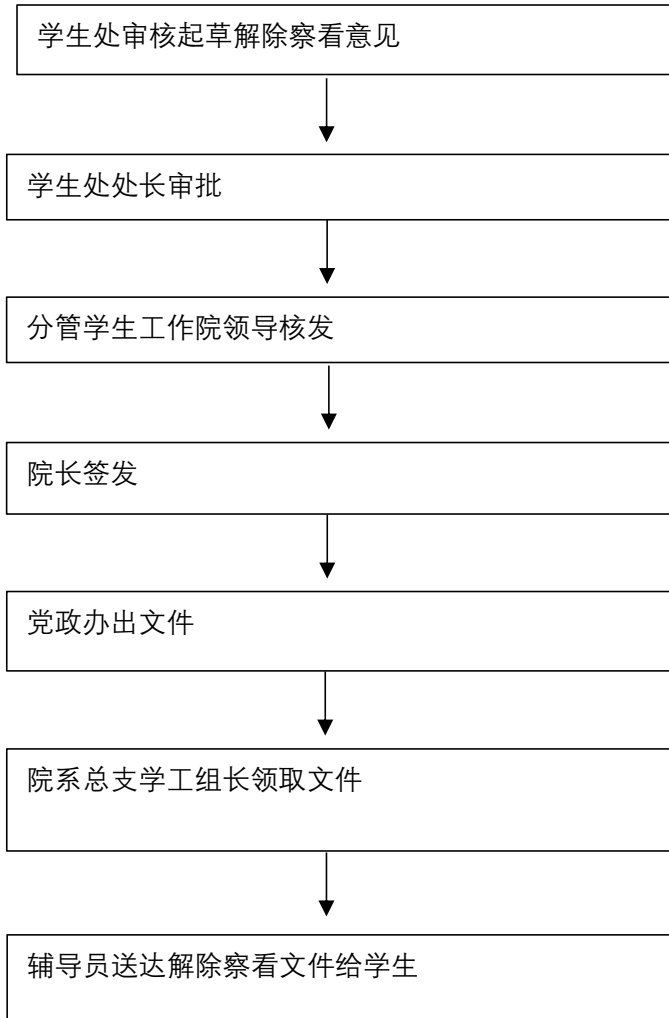 学生处审核起草解除察看意见
学生处处长审批
分管学生工作院领导核发
院长签发
党政办出文件
院系总支学工组长领取文件
辅导员送达解除察看文件给学生